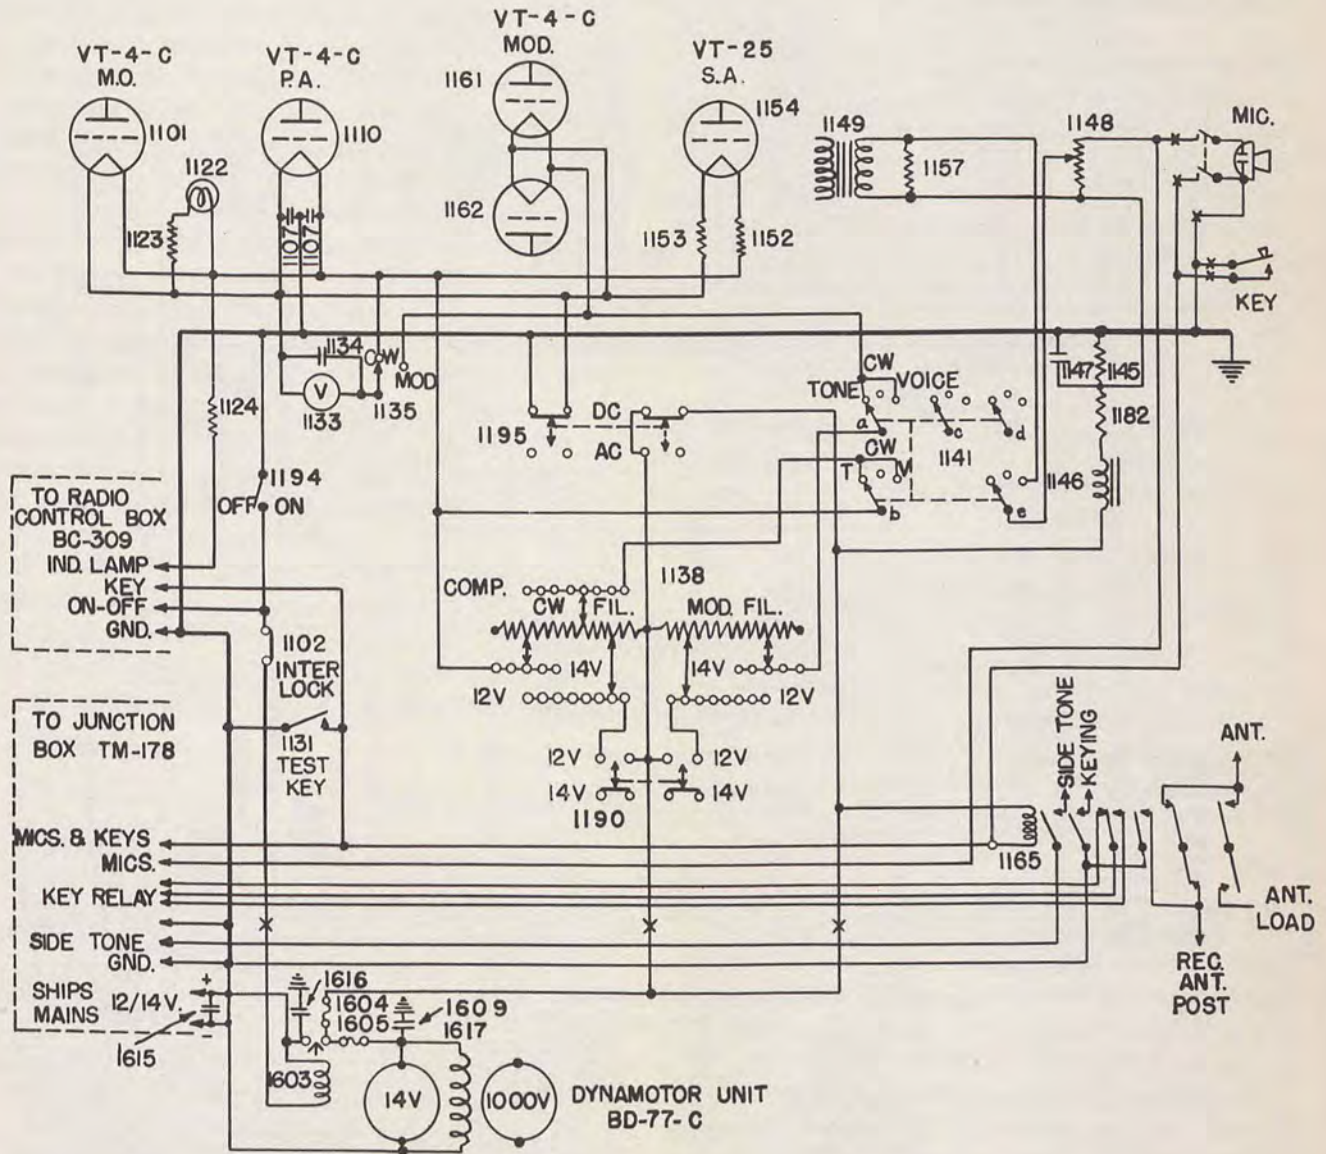 VT-4-C
M.O.
1101
VT-4-C
P.A.
1110
VT-4-C
MOD.
1161
1162
VT-25
S.A.
1154
1122
1123
1107
1107
1153
1152
1149
1157
1148
MIC.
KEY
1134
CW
MOD
V
1133
1135
1124
1195
DC
AC
CW
TONE
VOICE
a
c
d
CW
T
V
1141
b
e
1147
1145
1182
1146
1194
OFF
ON
TO RADIO
CONTROL BOX
BC-309
IND. LAMP
KEY
ON-OFF
GND.
1102
INTER
LOCK
COMP.
CW FIL.
1138
MOD. FIL.
14V
14V
12V
12V
12V
12V
14V
14V
1190
TO JUNCTION
BOX TM-178
1131
TEST
KEY
SIDE TONE
KEYING
ANT.
MICS. & KEYS
MICS.
KEY RELAY
SIDE TONE
GND.
1165
ANT.
LOAD
REC.
ANT.
POST
SHIPS
MAINS
12/14V.
+
-
1615
1616
1604
1605
1609
1617
1603
14V
1000V
DYNAMOTOR UNIT
BD-77-C